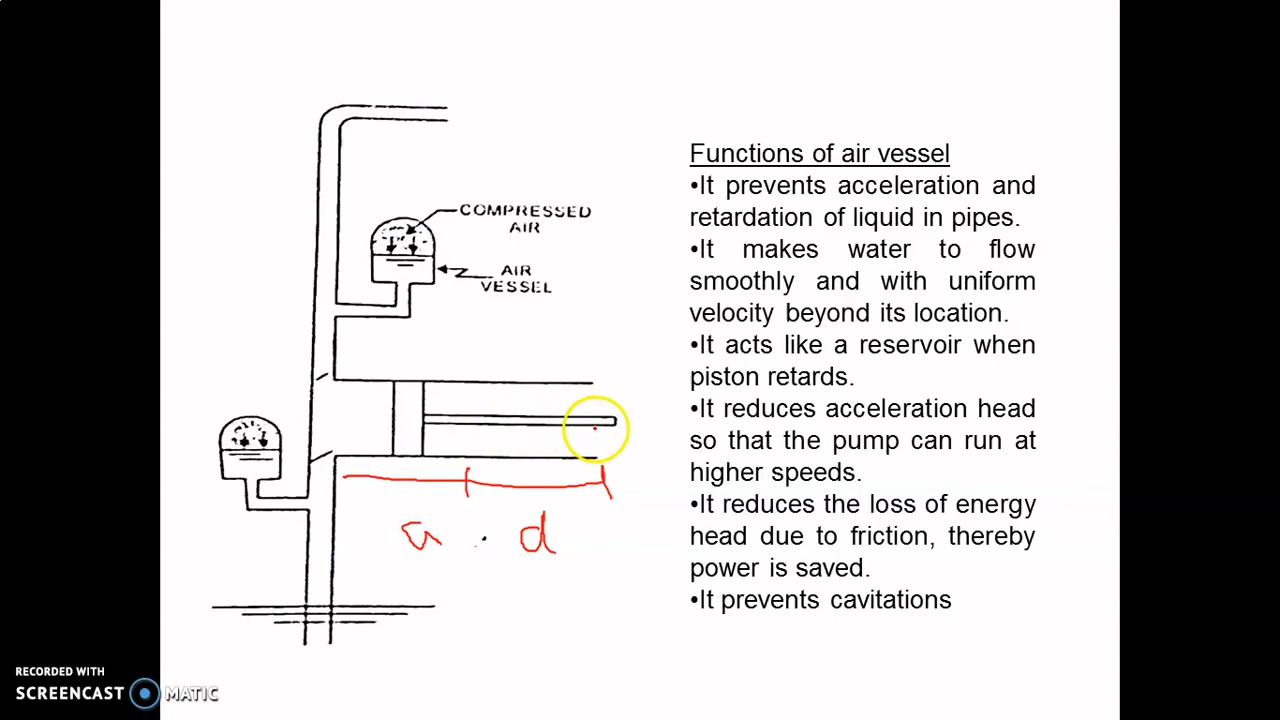 COMPRESSED
AIR
AIR
VESSEL
a . d
Functions of air vessel
•It prevents acceleration and
retardation of liquid in pipes.
•It makes water to flow
smoothly and with uniform
velocity beyond its location.
•It acts like a reservoir when
piston retards.
•It reduces acceleration head
so that the pump can run at
higher speeds.
•It reduces the loss of energy
head due to friction, thereby
power is saved.
•It prevents cavitations
RECORDED WITH
SCREENCAST MATIC